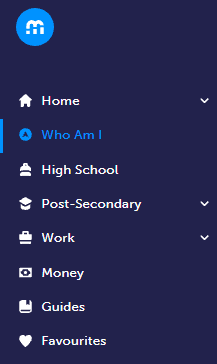 Home
Who Am I
High School
Post-Secondary
Work
Money
Guides
Favourites